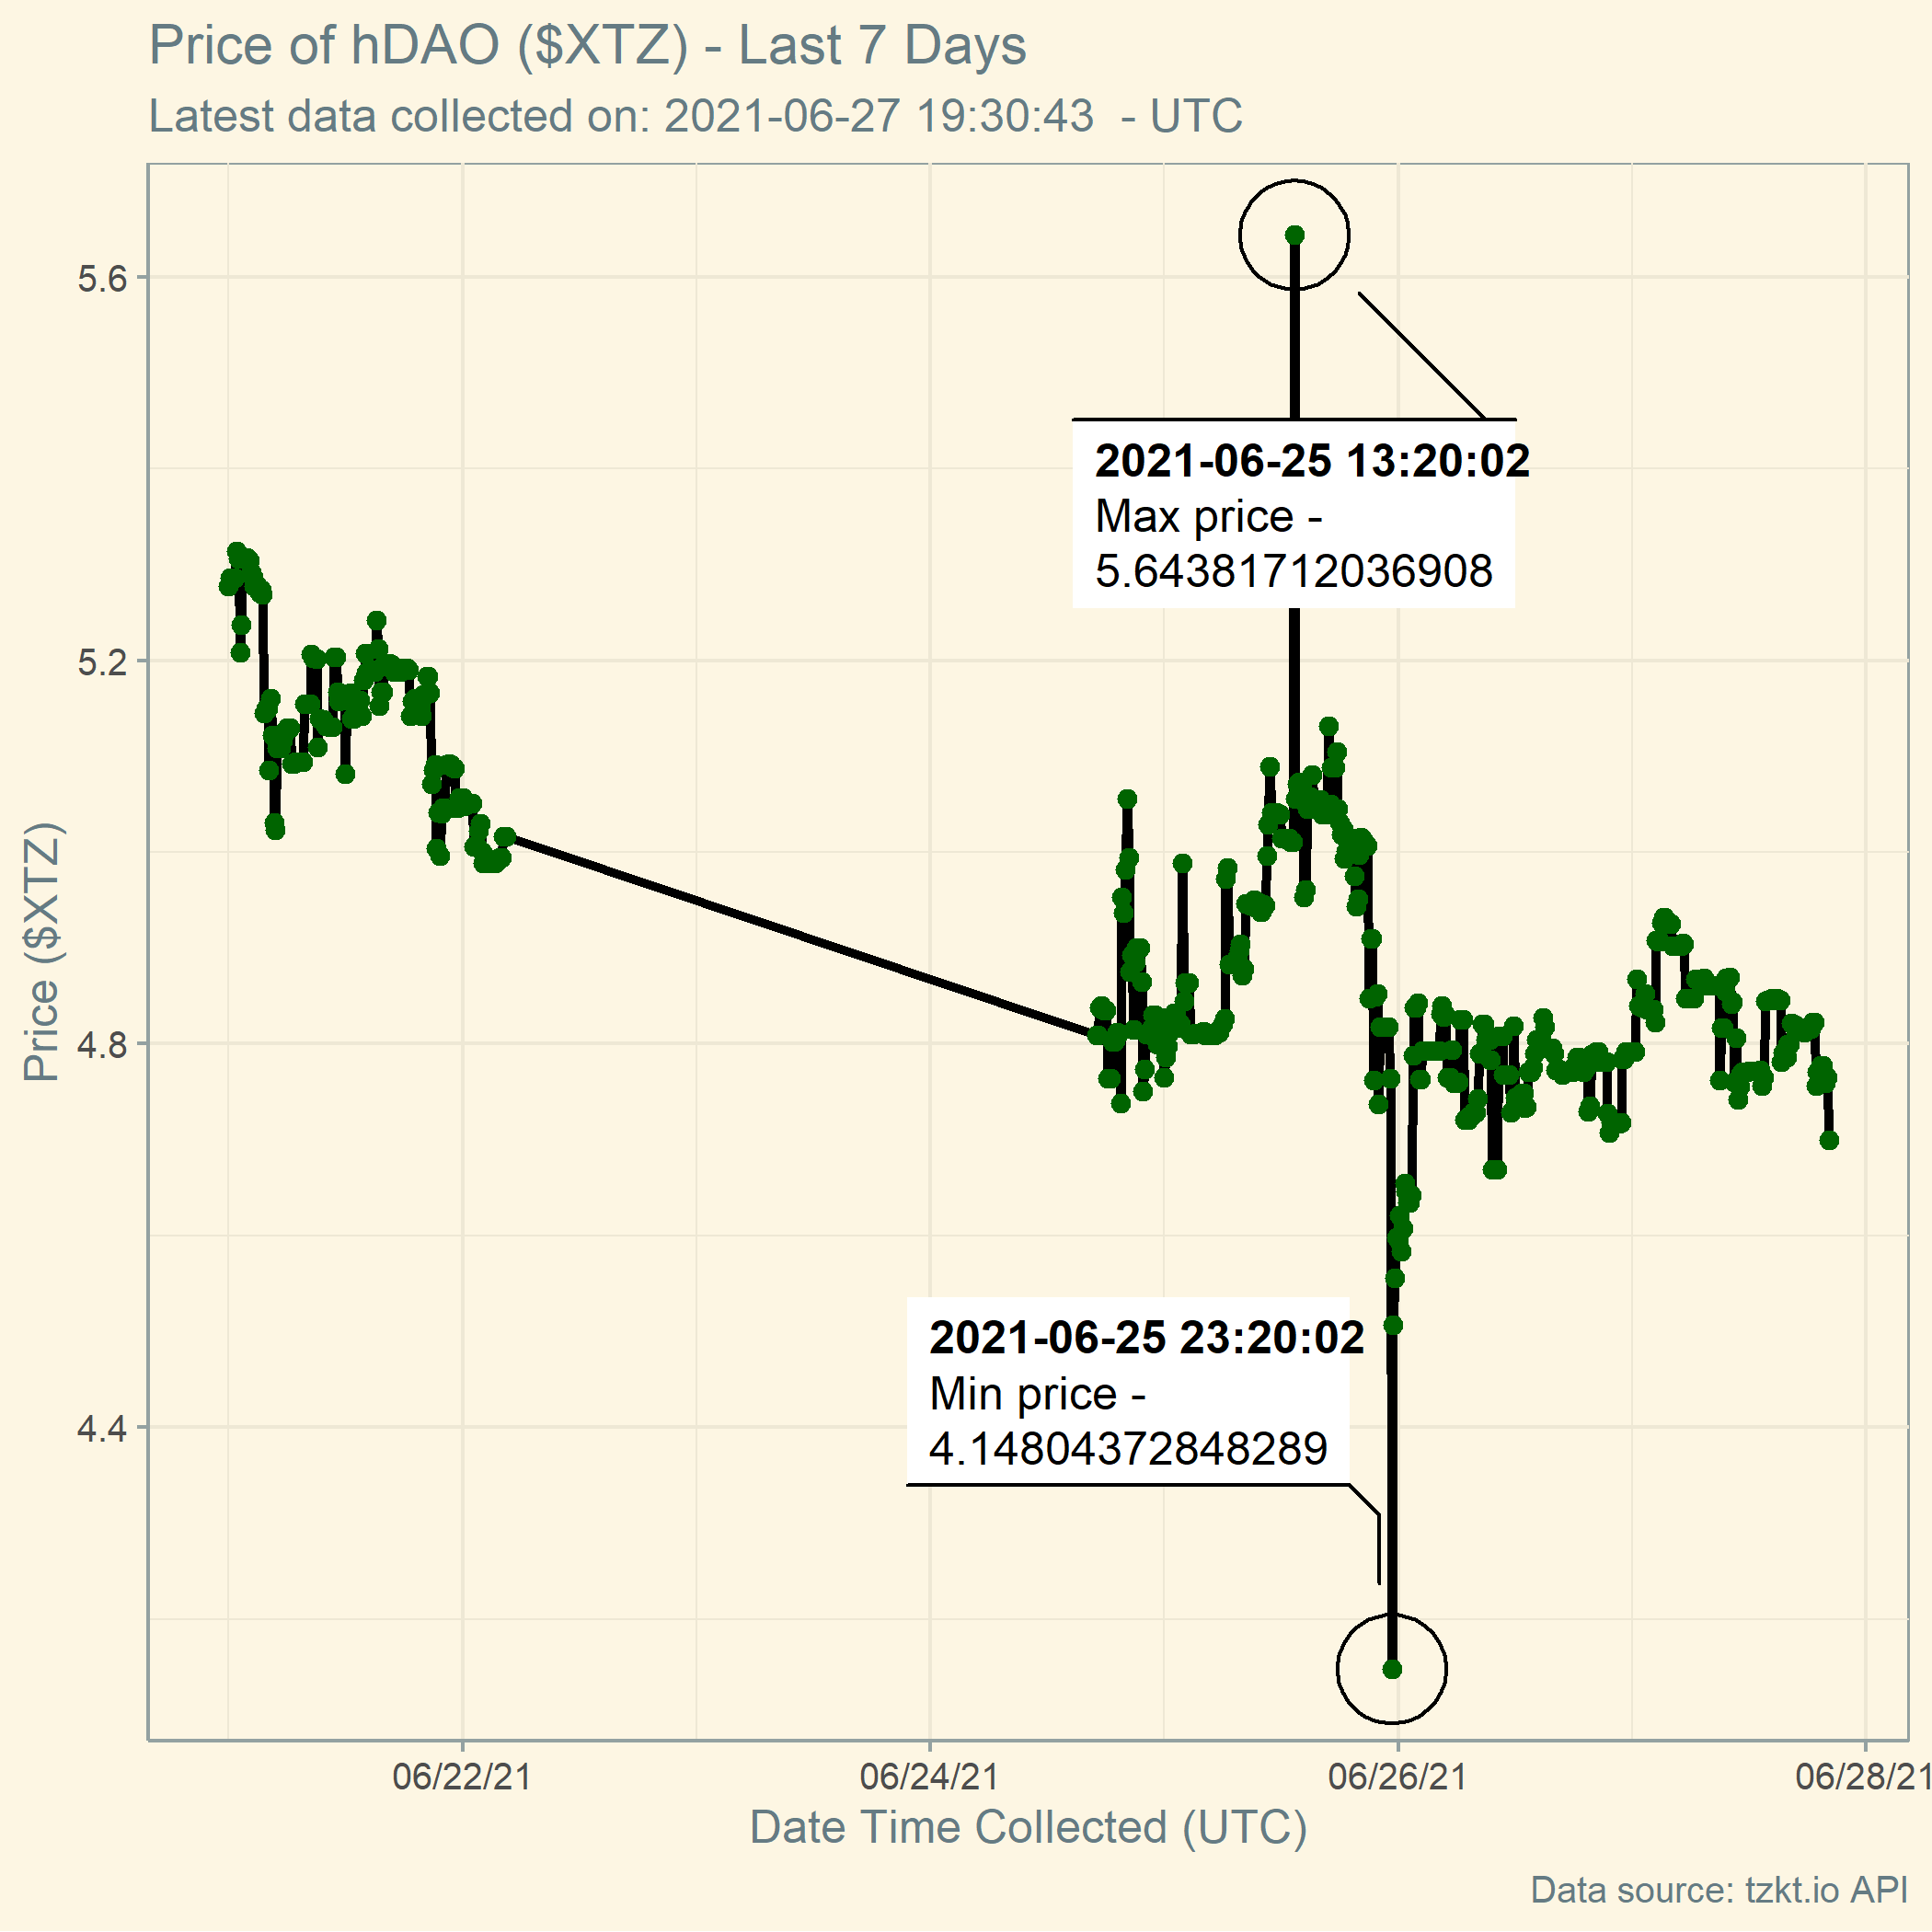 Price of hDAO ($XTZ) - Last 7 Days
Latest data collected on: 2021-06-27 19:30:43  - UTC
Price ($XTZ)
5.6
5.2
4.8
4.4
2021-06-25 13:20:02
Max price -
5.64381712036908
2021-06-25 23:20:02
Min price -
4.14804372848289
06/22/21
06/24/21
06/26/21
06/28/21
Date Time Collected (UTC)
Data source: tzkt.io API